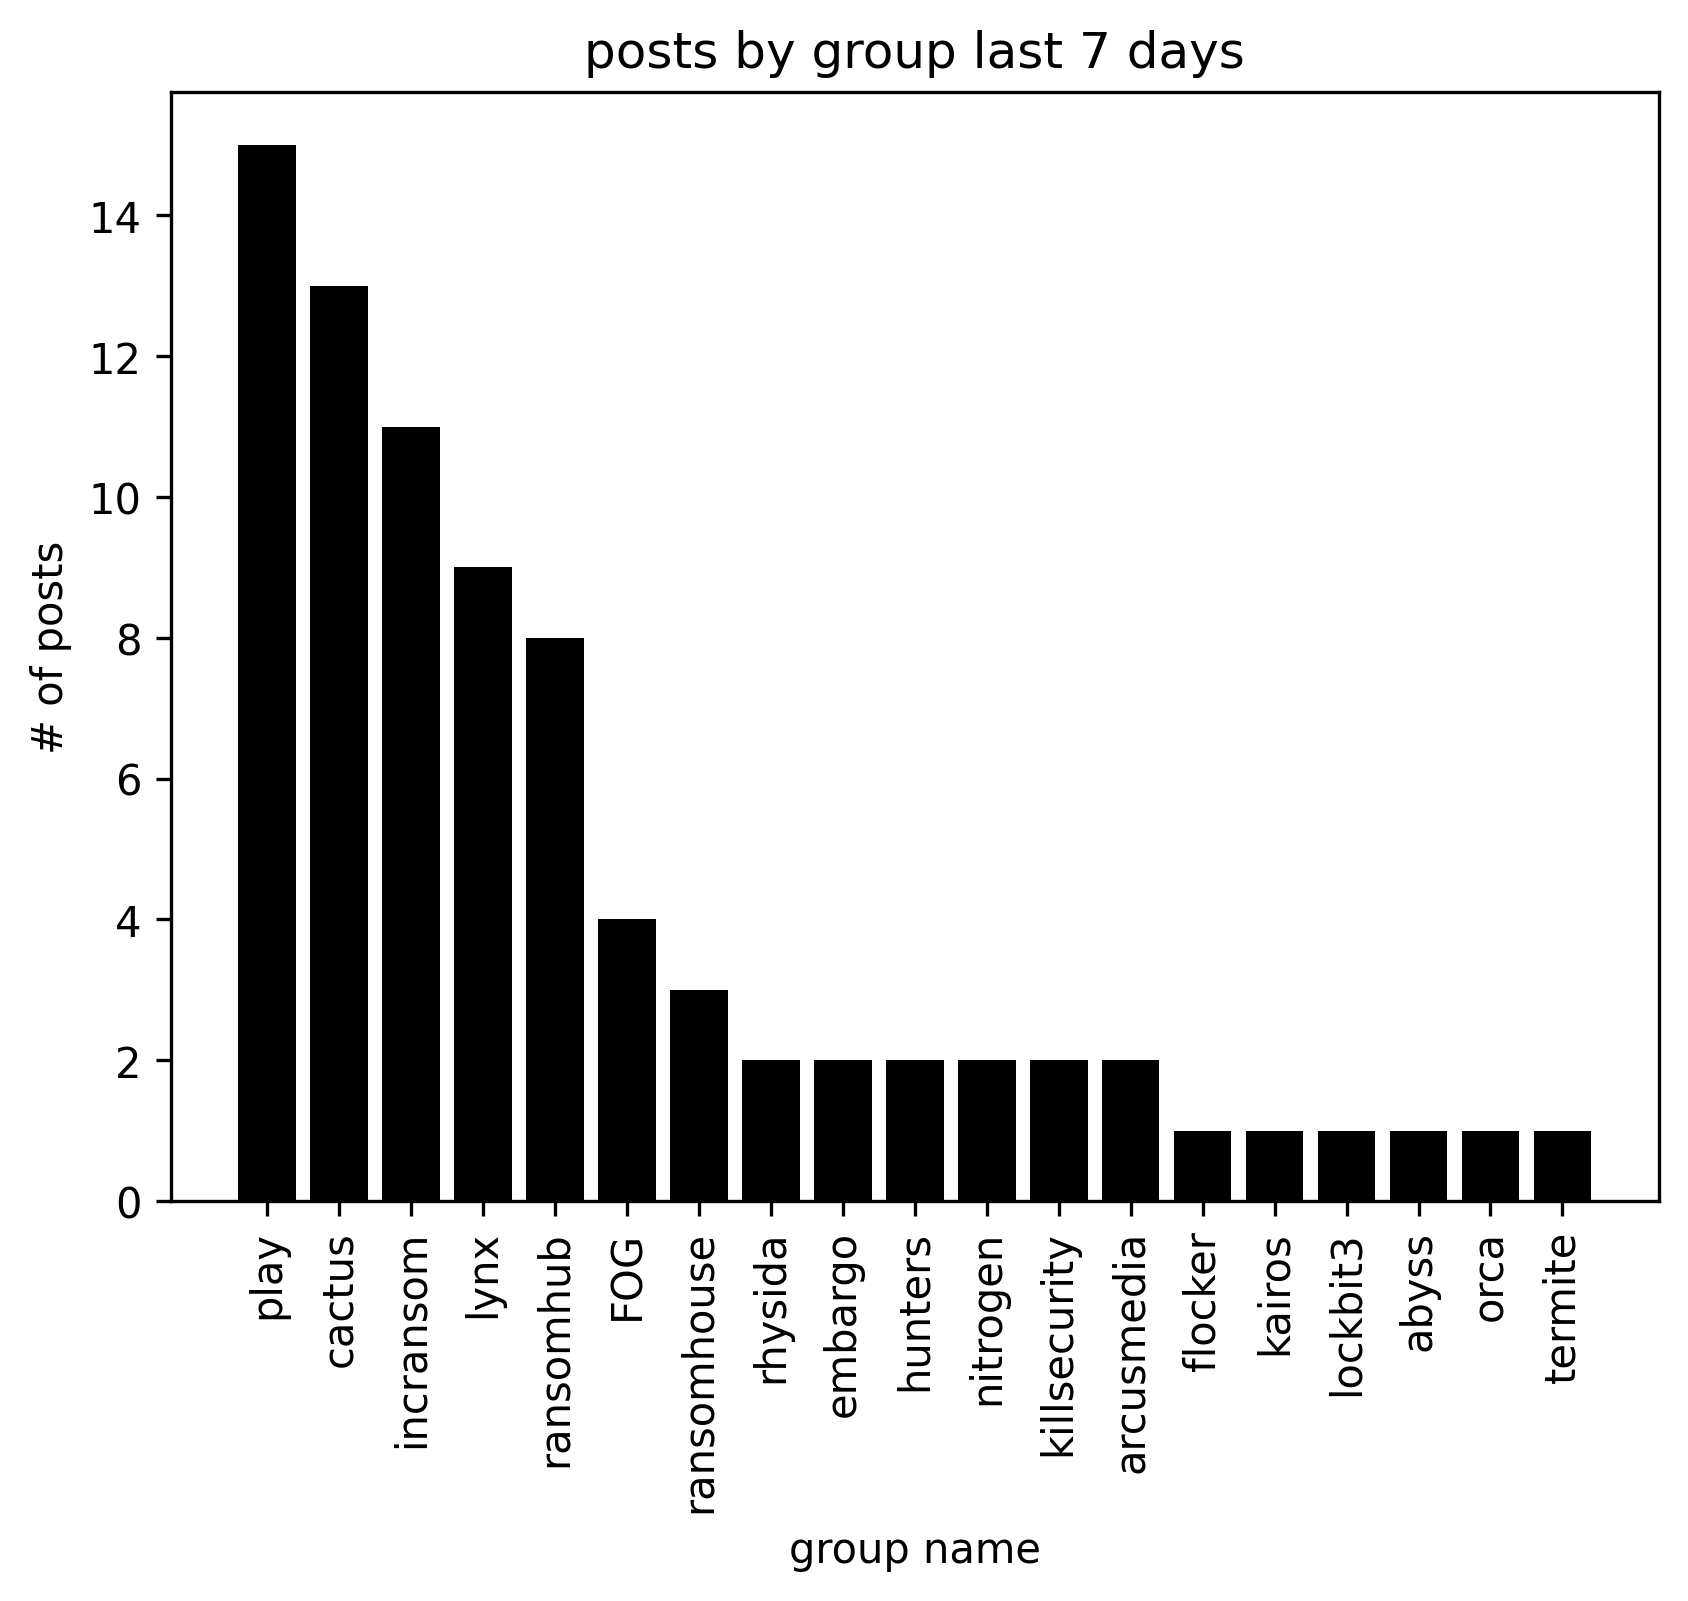 posts by group last 7 days
14
12
10
8
6
4
2
0
# of posts
play
cactus
incransom
lynx
ransomhub
FOG
ransomhouse
rhysida
embargo
hunters
nitrogen
killsecurity
arcusmedia
flocker
kairos
lockbit3
abyss
orca
termite
group name